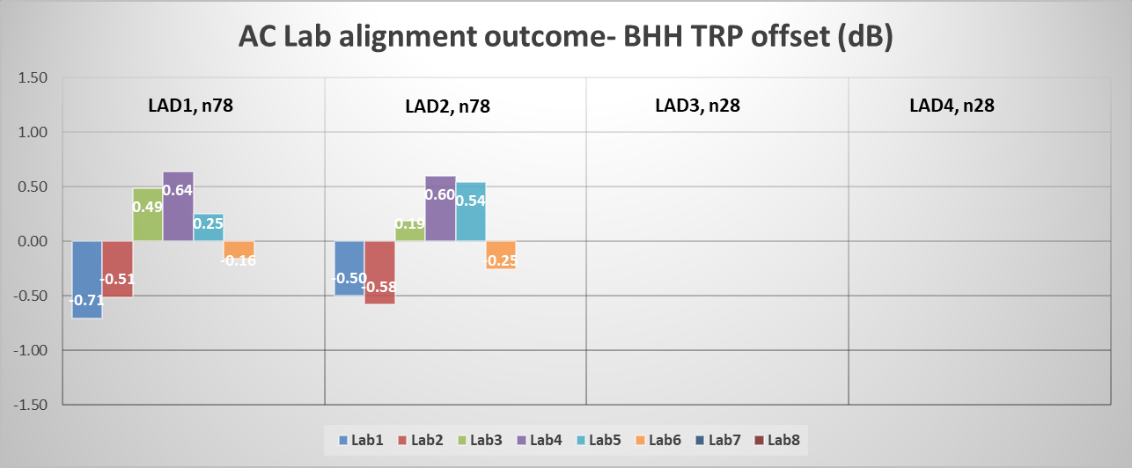 AC Lab alignment outcome- BHH TRP offset (dB)
1.50
LAD1, n78 LAD2, n78 LAD3, n28 LAD4, n28
1.00
0.50
0.64 0.60 0.54
0.49 0.25 0.19
0.00
-0.16 -0.25
-0.51 -0.50 -0.58
-0.50
-0.71
-1.00
-1.50
Lab1 Lab2 Lab3 Lab4 Lab5 Lab6 Lab7 Lab8